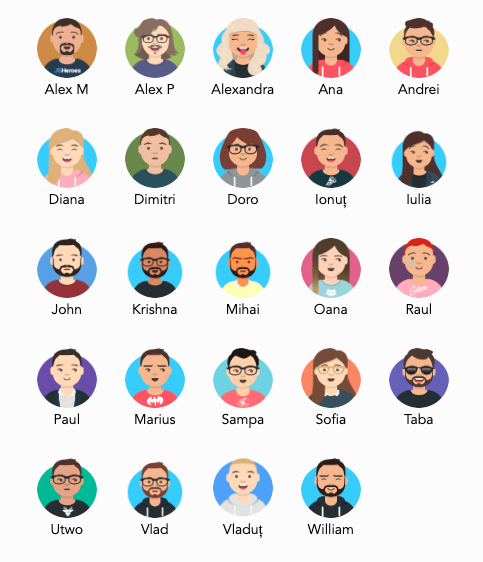 Alex M
Alex P
Alexandra
Ana
Andrei
Diana
Dimitri
Doro
Ionuț
Iulia
John
Krishna
Mihai
Oana
Raul
Paul
Marius
Sampa
Sofia
Taba
Utwo
Vlad
Vladuț
William